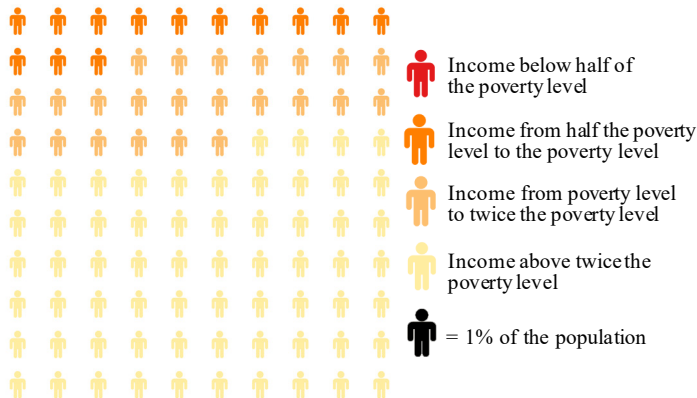 Income below half of
the poverty level
Income from half the poverty
level to the poverty level
Income from poverty level
to twice the poverty level
Income above twice the
poverty level
= 1% of the population